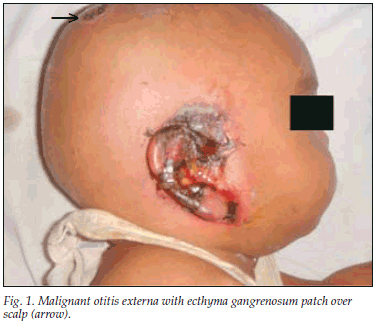 Fig. 1. Malignant otitis externa with ecthyma gangrenosum patch over
scalp (arrow).